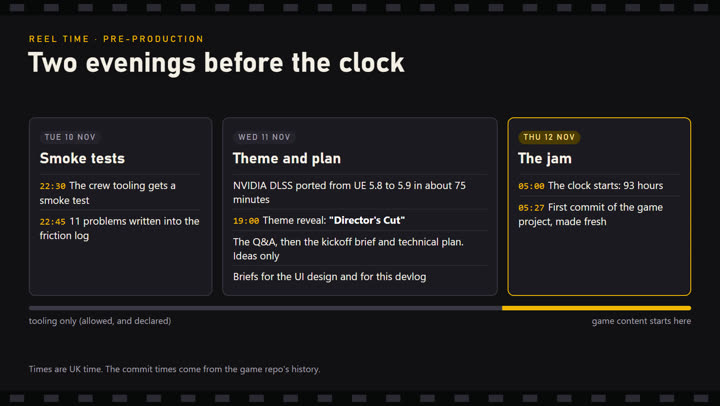 REEL TIME · PRE-PRODUCTION
Two evenings before the clock
TUE 10 NOV
Smoke tests
22:30 The crew tooling gets a
smoke test
22:45 11 problems written into the
friction log
WED 11 NOV
Theme and plan
NVIDIA DLSS ported from UE 5.8 to 5.9 in about 75
minutes
19:00 Theme reveal: "Director's Cut"
The Q&A, then the kickoff brief and technical plan.
Ideas only
Briefs for the UI design and for this devlog
THU 12 NOV
The jam
05:00 The clock starts: 93 hours
05:27 First commit of the game
project, made fresh
tooling only (allowed, and declared)
game content starts here
Times are UK time. The commit times come from the game repo's history.